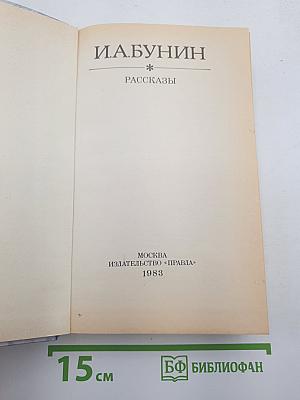 И.А.БУНИН
*
РАССКАЗЫ
МОСКВА
ИЗДАТЕЛЬСТВО «ПРАВДА»
1983
15 см
БФ БИБЛИОФАН